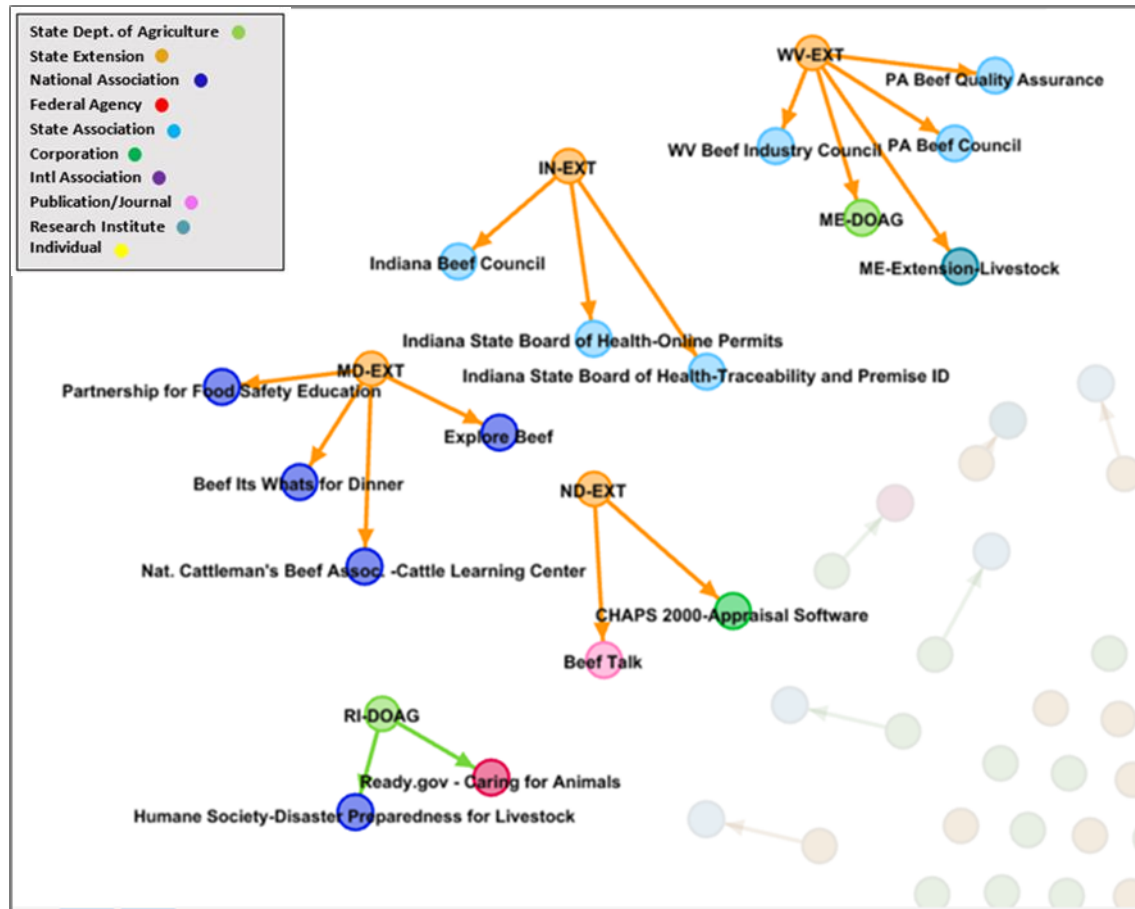 State Dept. of Agriculture
State Extension
National Association
Federal Agency
State Association
Corporation
Intl Association
Publication/Journal
Research Institute
Individual
WV-EXT
PA Beef Quality Assurance
WV Beef Industry Council
PA Beef Council
IN-EXT
ME-DOAG
Indiana Beef Council
ME-Extension-Livestock
Indiana State Board of Health-Online Permits
MD-EXT
Indiana State Board of Health-Traceability and Premise ID
Partnership for Food Safety Education
Explore Beef
Beef Its Whats for Dinner
ND-EXT
Nat. Cattleman's Beef Assoc. -Cattle Learning Center
CHAPS 2000-Appraisal Software
Beef Talk
RI-DOAG
Ready.gov - Caring for Animals
Humane Society-Disaster Preparedness for Livestock